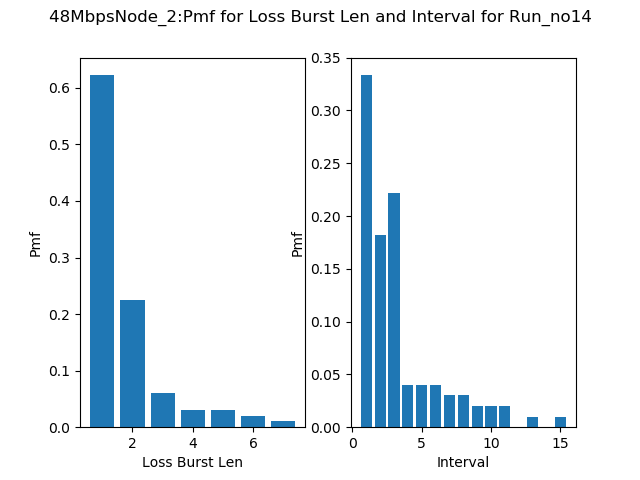 48MbpsNode_2:Pmf for Loss Burst Len and Interval for Run_no14
0.6
0.5
0.4
0.3
0.2
0.1
0.0
Pmf
2 4 6
Loss Burst Len
0.35
0.30
0.25
0.20
0.15
0.10
0.05
0.00
Pmf
0 5 10 15
Interval